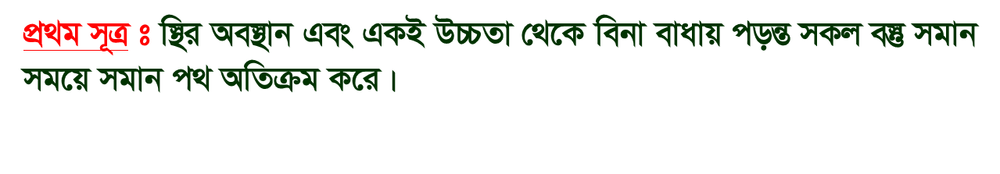 প্রথম সূত্র ঃ স্থির অবস্থান এবং একই উচ্চতা থেকে বিনা বাধায় পড়ন্ত সকল বস্তু সমান
সময়ে সমান পথ অতিক্রম করে।